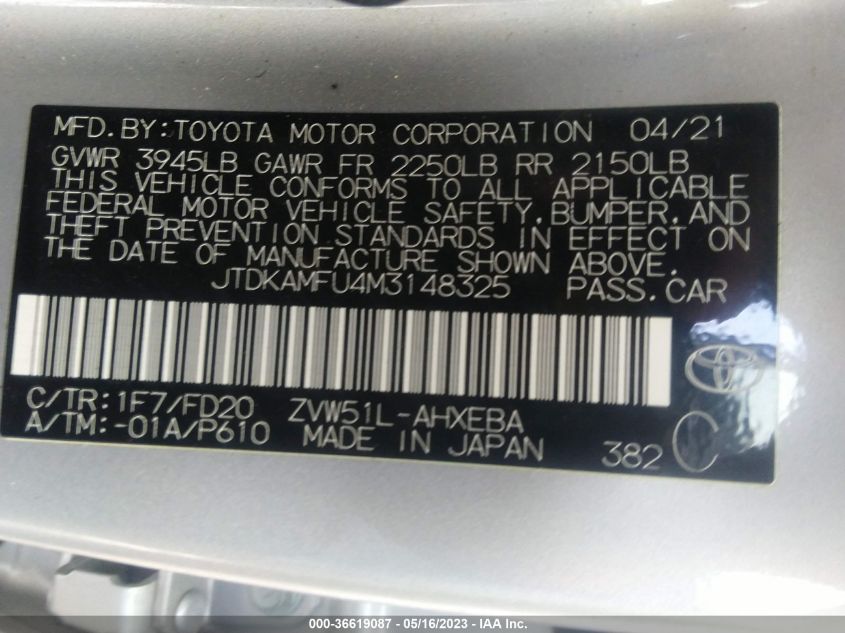 MFD.BY:TOYOTA MOTOR CORPORATION 04/21
GVWR 3945LB GAWR FR 2250LB RR 2150LB
THIS VEHICLE CONFORMS TO ALL APPLICABLE
FEDERAL MOTOR VEHICLE SAFETY,BUMPER,AND
THEFT PREVENTION STANDARDS IN EFFECT ON
THE DATE OF MANUFACTURE SHOWN ABOVE.
JTDKAMFU4M3148325 PASS.CAR
C/TR:1F7/FD20 ZVW51L-AHXEBA
A/TM:-01A/P610 MADE IN JAPAN 382 C
000-36619087 - 05/16/2023 - IAA Inc.